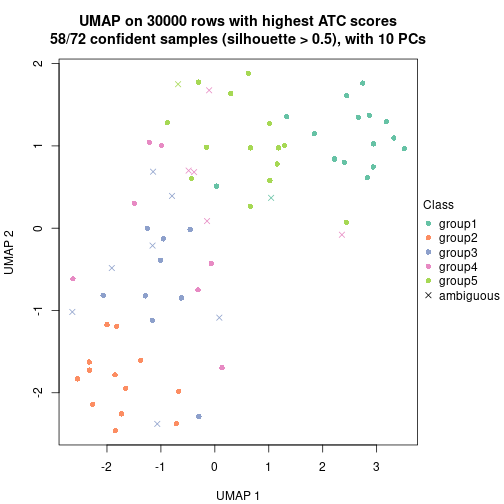 UMAP on 30000 rows with highest ATC scores
58/72 confident samples (silhouette > 0.5), with 10 PCs
2
1
0
-1
-2
UMAP 2
-2
-1
0
1
2
3
UMAP 1
Class
group1
group2
group3
group4
group5
ambiguous